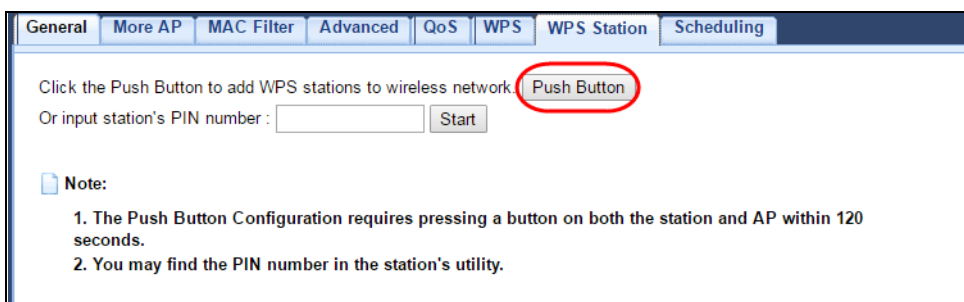 General More AP MAC Filter Advanced QoS WPS WPS Station Scheduling
Click the Push Button to add WPS stations to wireless network. Push Button
Or input station's PIN number : Start
Note:
1. The Push Button Configuration requires pressing a button on both the station and AP within 120
seconds.
2. You may find the PIN number in the station's utility.